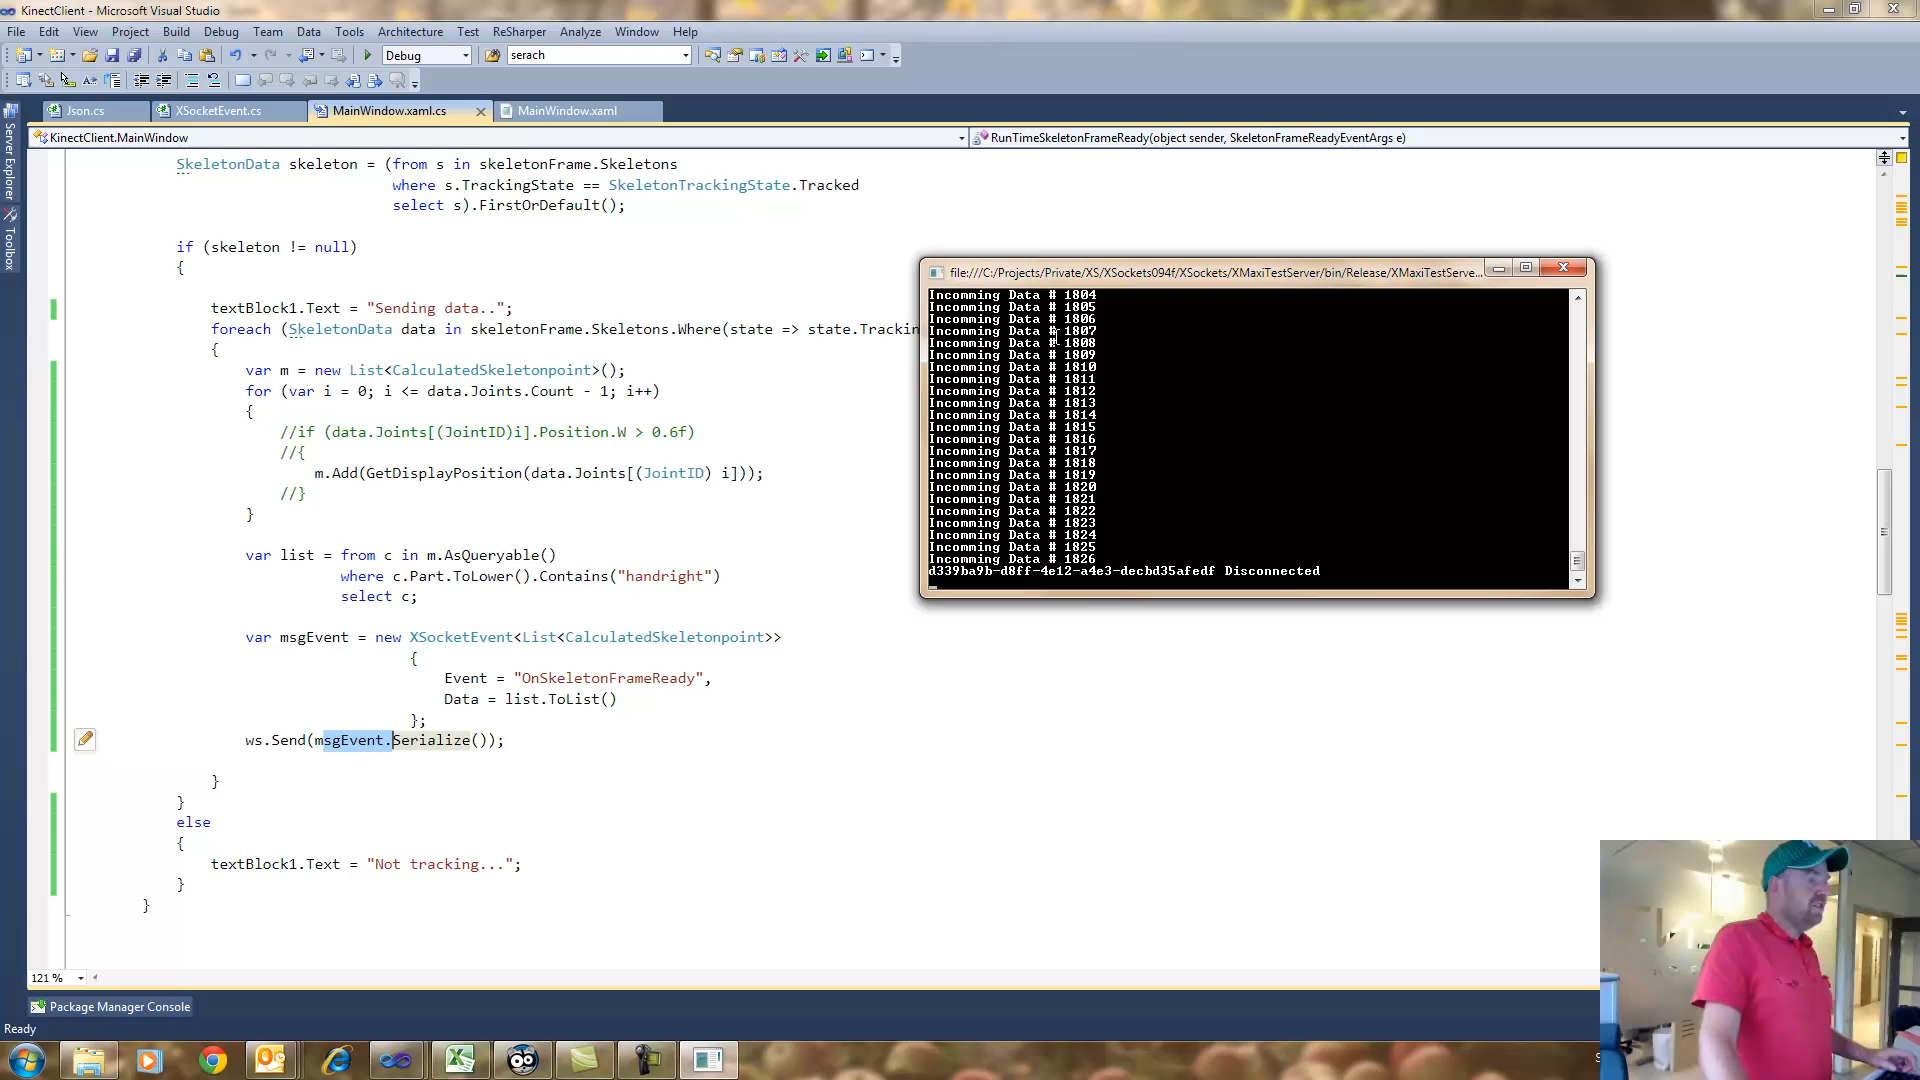 KinectClient - Microsoft Visual Studio
File Edit View Project Build Debug Team Data Tools Architecture Test ReSharper Analyze Window Help
Debug serach
Json.cs XSocketEvent.cs MainWindow.xaml.cs MainWindow.xaml
KinectClient.MainWindow RunTimeSkeletonFrameReady(object sender, SkeletonFrameReadyEventArgs e)
Server Explorer
Toolbox
SkeletonData skeleton = (from s in skeletonFrame.Skeletons
where s.TrackingState == SkeletonTrackingState.Tracked
select s).FirstOrDefault();
if (skeleton != null)
{
textBlock1.Text = "Sending data..";
foreach (SkeletonData data in skeletonFrame.Skeletons.Where(state => state.Trackin
{
var m = new List<CalculatedSkeletonpoint>();
for (var i = 0; i <= data.Joints.Count - 1; i++)
{
//if (data.Joints[(JointID)i].Position.W > 0.6f)
//{
m.Add(GetDisplayPosition(data.Joints[(JointID) i]));
//}
}
var list = from c in m.AsQueryable()
where c.Part.ToLower().Contains("handright")
select c;
var msgEvent = new XSocketEvent<List<CalculatedSkeletonpoint>>
{
Event = "OnSkeletonFrameReady",
Data = list.ToList()
};
ws.Send(msgEvent.Serialize());
}
}
else
{
textBlock1.Text = "Not tracking...";
}
}
file:///C:/Projects/Private/XS/XSockets094f/XSockets/XMaxiTestServer/bin/Release/XMaxiTestServe...
Incomming Data # 1804
Incomming Data # 1805
Incomming Data # 1806
Incomming Data # 1807
Incomming Data # 1808
Incomming Data # 1809
Incomming Data # 1810
Incomming Data # 1811
Incomming Data # 1812
Incomming Data # 1813
Incomming Data # 1814
Incomming Data # 1815
Incomming Data # 1816
Incomming Data # 1817
Incomming Data # 1818
Incomming Data # 1819
Incomming Data # 1820
Incomming Data # 1821
Incomming Data # 1822
Incomming Data # 1823
Incomming Data # 1824
Incomming Data # 1825
Incomming Data # 1826
d339ba9b-d8ff-4e12-a4e3-decbd35afedf Disconnected
121 %
Package Manager Console
Ready